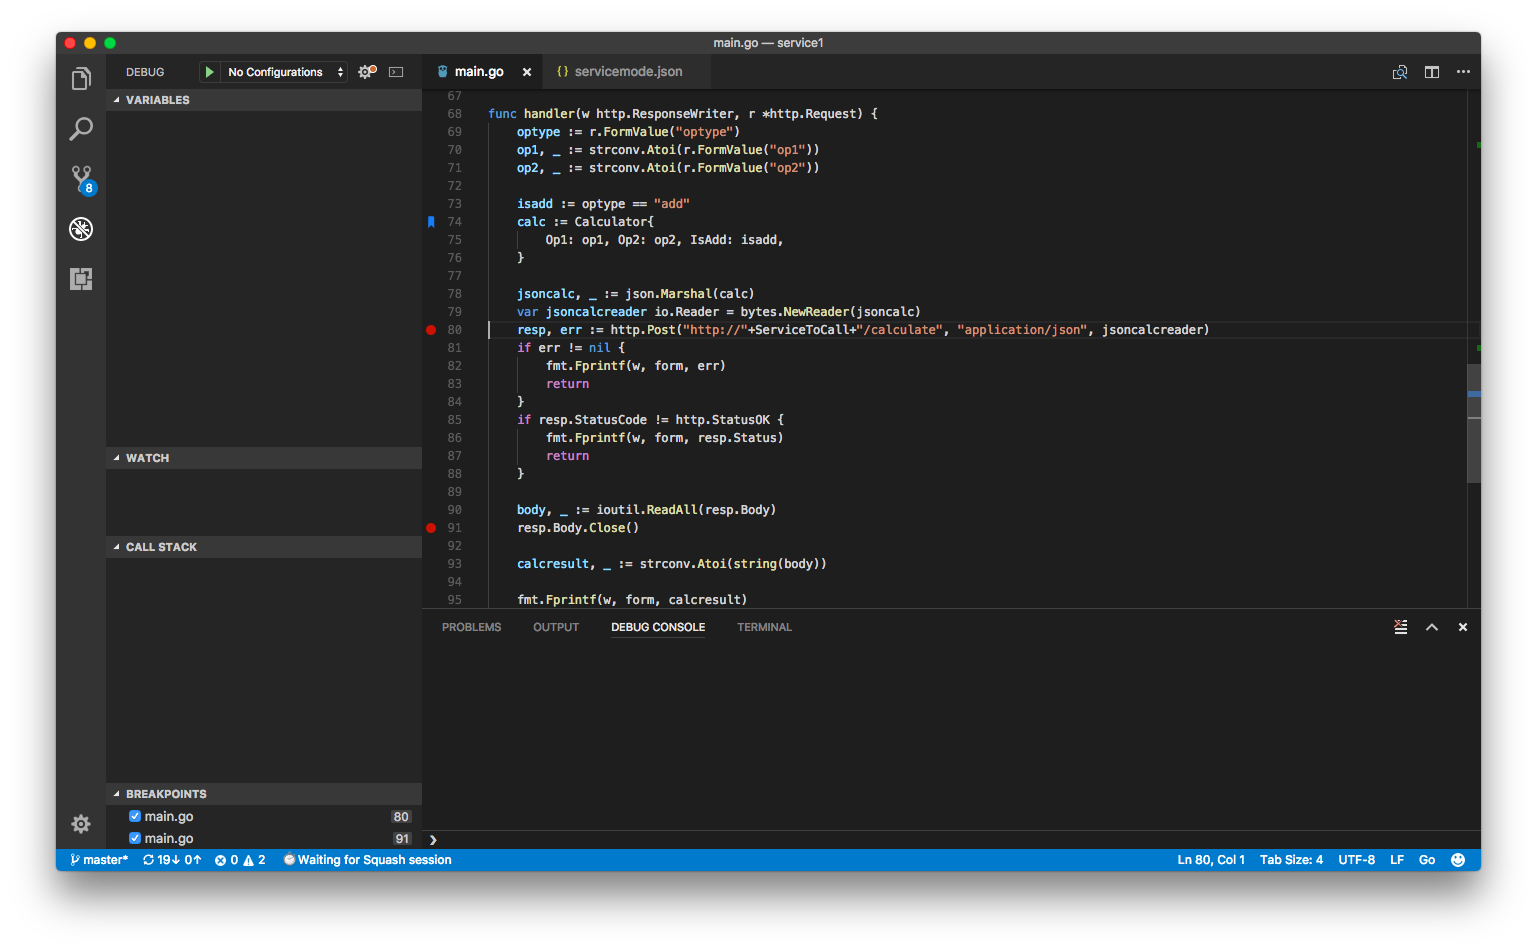 main.go — service1
DEBUG
No Configurations
main.go
{} servicemode.json
VARIABLES
WATCH
CALL STACK
BREAKPOINTS
main.go 80
main.go 91
8
67
68 func handler(w http.ResponseWriter, r *http.Request) {
69 optype := r.FormValue("optype")
70 op1, _ := strconv.Atoi(r.FormValue("op1"))
71 op2, _ := strconv.Atoi(r.FormValue("op2"))
72
73 isadd := optype == "add"
74 calc := Calculator{
75 Op1: op1, Op2: op2, IsAdd: isadd,
76 }
77
78 jsoncalc, _ := json.Marshal(calc)
79 var jsoncalcreader io.Reader = bytes.NewReader(jsoncalc)
80 resp, err := http.Post("http://"+ServiceToCall+"/calculate", "application/json", jsoncalcreader)
81 if err != nil {
82 fmt.Fprintf(w, form, err)
83 return
84 }
85 if resp.StatusCode != http.StatusOK {
86 fmt.Fprintf(w, form, resp.Status)
87 return
88 }
89
90 body, _ := ioutil.ReadAll(resp.Body)
91 resp.Body.Close()
92
93 calcresult, _ := strconv.Atoi(string(body))
94
95 fmt.Fprintf(w, form, calcresult)
PROBLEMS OUTPUT DEBUG CONSOLE TERMINAL
master* 19↓ 0↑ 0 2 Waiting for Squash session
Ln 80, Col 1 Tab Size: 4 UTF-8 LF Go